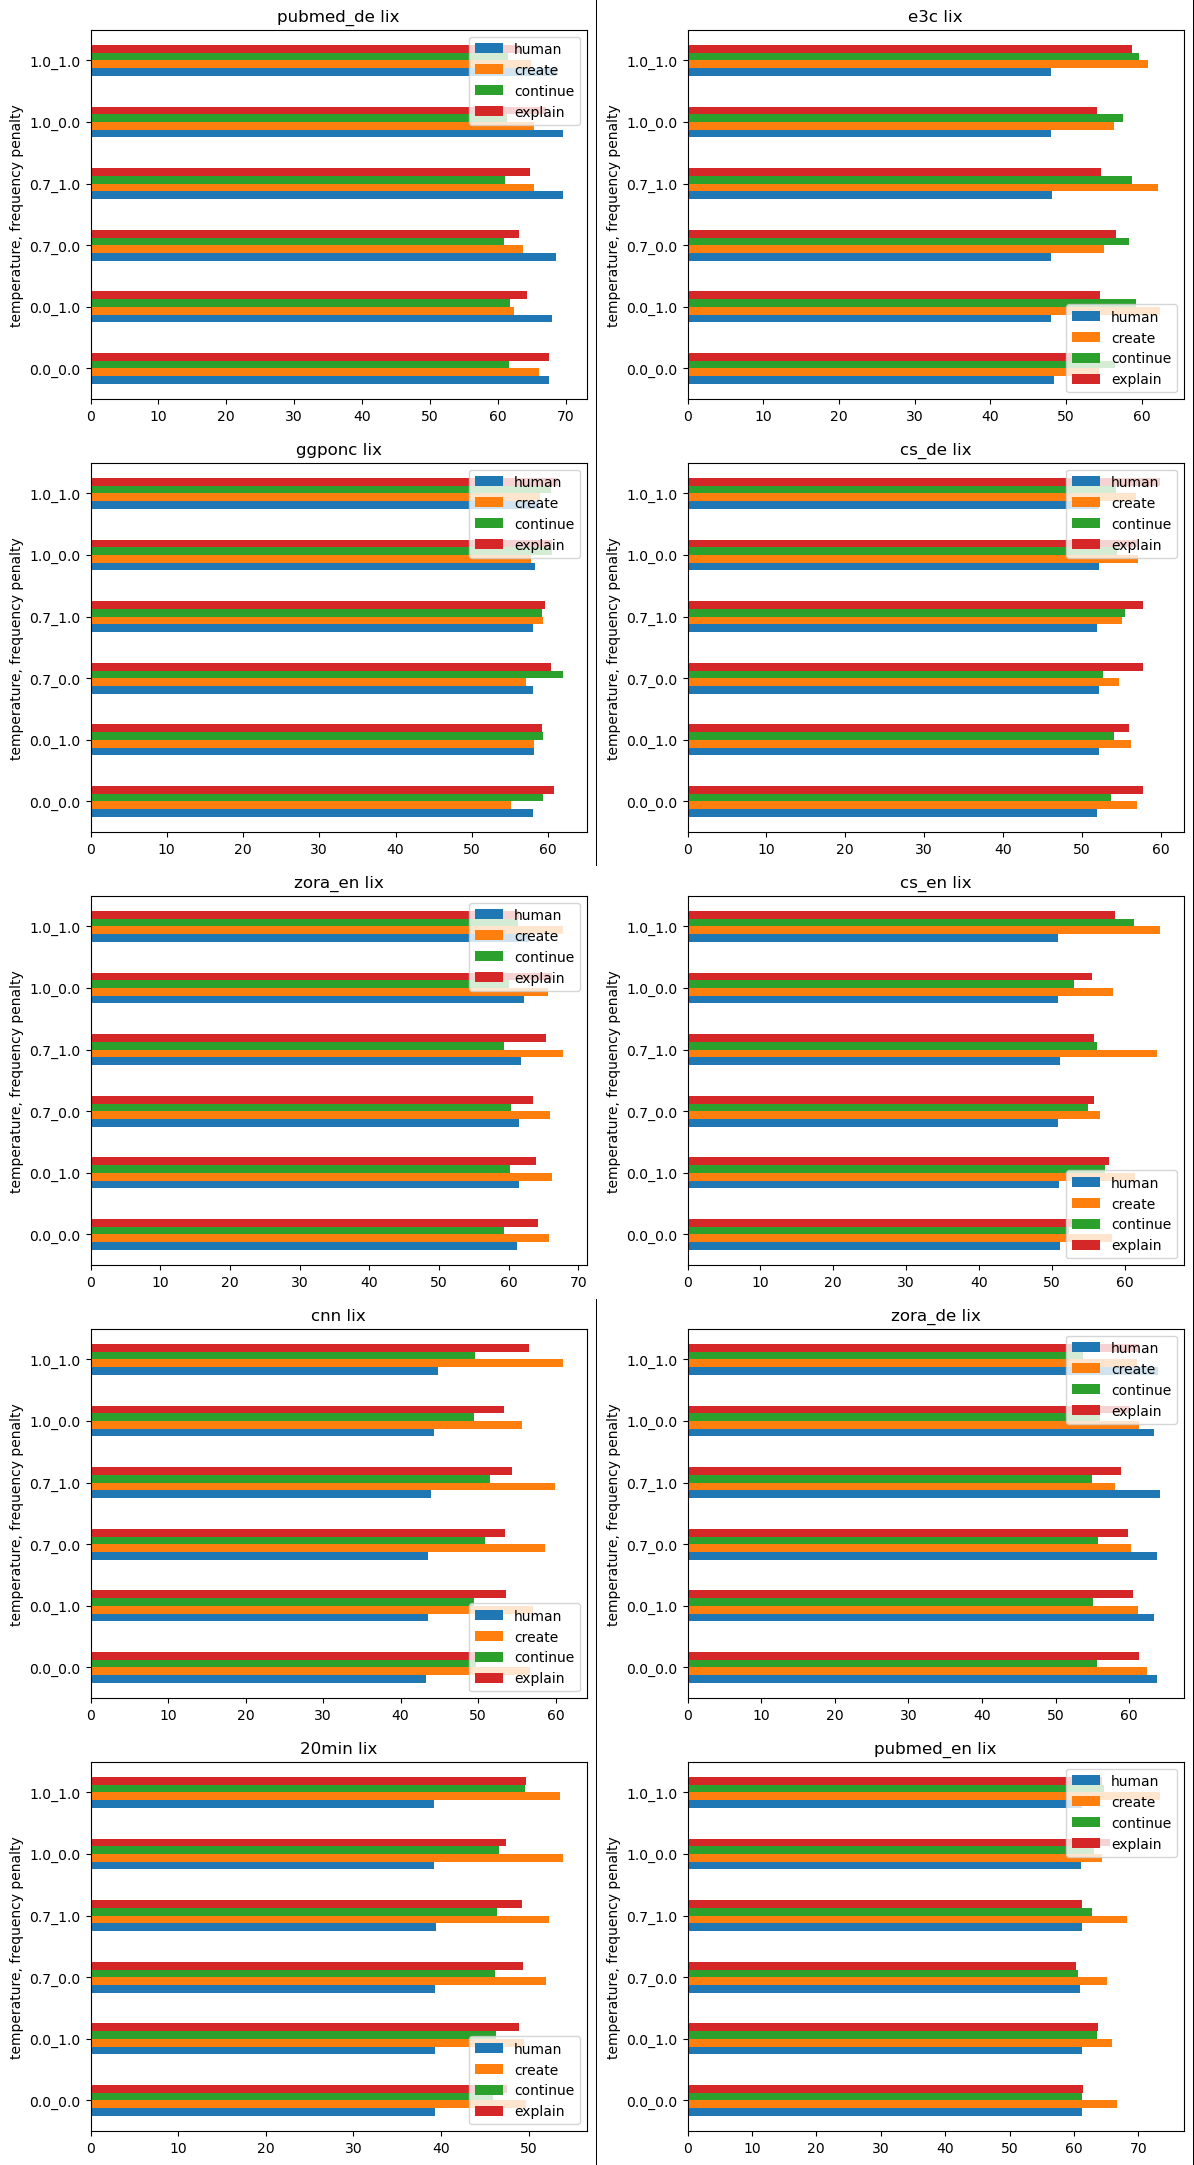 pubmed_de lix
temperature, frequency penalty
1.0_1.0
1.0_0.0
0.7_1.0
0.7_0.0
0.0_1.0
0.0_0.0
0 10 20 30 40 50 60 70
human
create
continue
explain
e3c lix
temperature, frequency penalty
1.0_1.0
1.0_0.0
0.7_1.0
0.7_0.0
0.0_1.0
0.0_0.0
0 10 20 30 40 50 60
human
create
continue
explain
ggponc lix
temperature, frequency penalty
1.0_1.0
1.0_0.0
0.7_1.0
0.7_0.0
0.0_1.0
0.0_0.0
0 10 20 30 40 50 60
human
create
continue
explain
cs_de lix
temperature, frequency penalty
1.0_1.0
1.0_0.0
0.7_1.0
0.7_0.0
0.0_1.0
0.0_0.0
0 10 20 30 40 50 60
human
create
continue
explain
zora_en lix
temperature, frequency penalty
1.0_1.0
1.0_0.0
0.7_1.0
0.7_0.0
0.0_1.0
0.0_0.0
0 10 20 30 40 50 60 70
human
create
continue
explain
cs_en lix
temperature, frequency penalty
1.0_1.0
1.0_0.0
0.7_1.0
0.7_0.0
0.0_1.0
0.0_0.0
0 10 20 30 40 50 60
human
create
continue
explain
cnn lix
temperature, frequency penalty
1.0_1.0
1.0_0.0
0.7_1.0
0.7_0.0
0.0_1.0
0.0_0.0
0 10 20 30 40 50 60
human
create
continue
explain
zora_de lix
temperature, frequency penalty
1.0_1.0
1.0_0.0
0.7_1.0
0.7_0.0
0.0_1.0
0.0_0.0
0 10 20 30 40 50 60
human
create
continue
explain
20min lix
temperature, frequency penalty
1.0_1.0
1.0_0.0
0.7_1.0
0.7_0.0
0.0_1.0
0.0_0.0
0 10 20 30 40 50
human
create
continue
explain
pubmed_en lix
temperature, frequency penalty
1.0_1.0
1.0_0.0
0.7_1.0
0.7_0.0
0.0_1.0
0.0_0.0
0 10 20 30 40 50 60 70
human
create
continue
explain